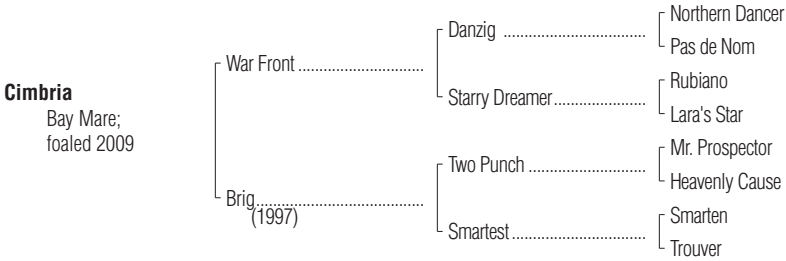 Northern Dancer
Danzig ................................
Pas de Nom
War Front ............................
Rubiano
Starry Dreamer.....................
Lara's Star
Cimbria
Bay Mare;
foaled 2009
Mr. Prospector
Two Punch ..........................
Heavenly Cause
Brig......................................
(1997)
Smarten
Smartest ..............................
Trouver